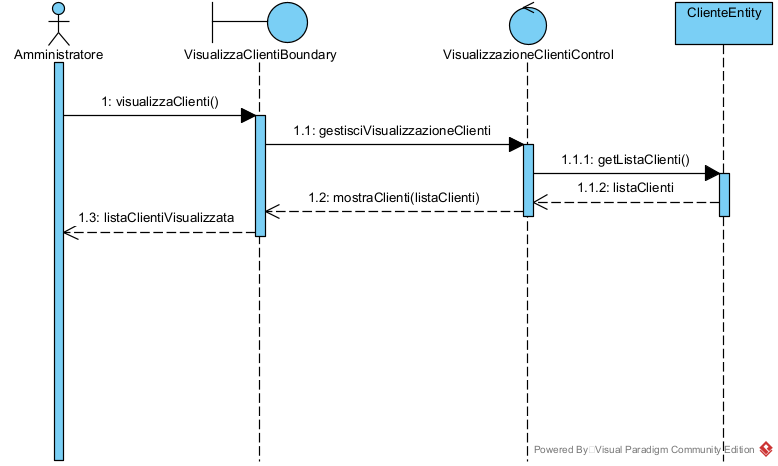 Amministratore
VisualizzaClientiBoundary
VisualizzazioneClientiControl
ClienteEntity
1: visualizzaClienti()
1.1: gestisciVisualizzazioneClienti
1.1.1: getListaClienti()
1.1.2: listaClienti
1.2: mostraClienti(listaClienti)
1.3: listaClientiVisualizzata
Powered By Visual Paradigm Community Edition